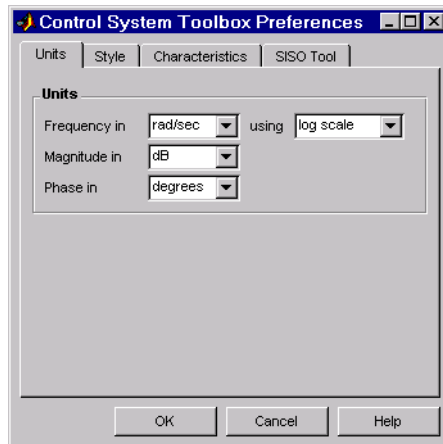 Control System Toolbox Preferences
Units Style Characteristics SISO Tool
Units
Frequency in rad/sec using log scale
Magnitude in dB
Phase in degrees
OK Cancel Help